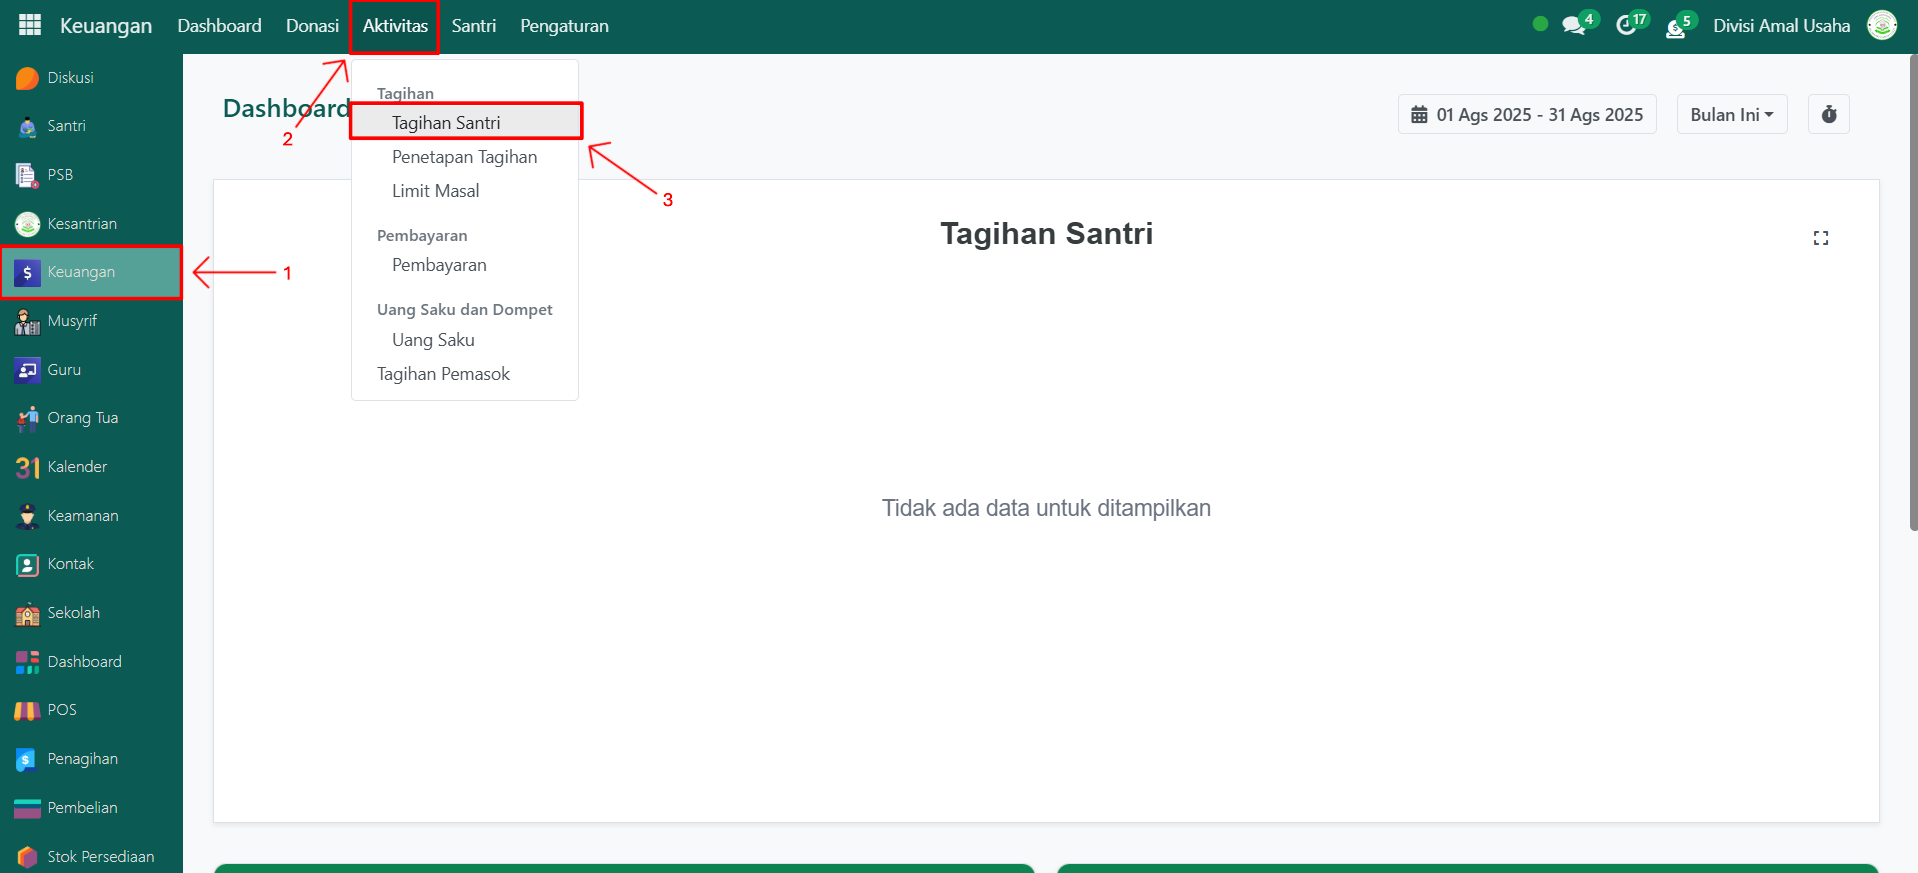 Keuangan
Dashboard
Donasi
Aktivitas
Santri
Pengaturan
4
17
5
Divisi Amal Usaha
Diskusi
Santri
PSB
Kesantrian
Keuangan
Musyrif
Guru
Orang Tua
31 Kalender
Keamanan
Kontak
Sekolah
Dashboard
POS
Penagihan
Pembelian
Stok Persediaan
1
2
3
Dashboard
Tagihan
Tagihan Santri
Penetapan Tagihan
Limit Masal
Pembayaran
Pembayaran
Uang Saku dan Dompet
Uang Saku
Tagihan Pemasok
01 Ags 2025 - 31 Ags 2025
Bulan Ini
Tagihan Santri
Tidak ada data untuk ditampilkan